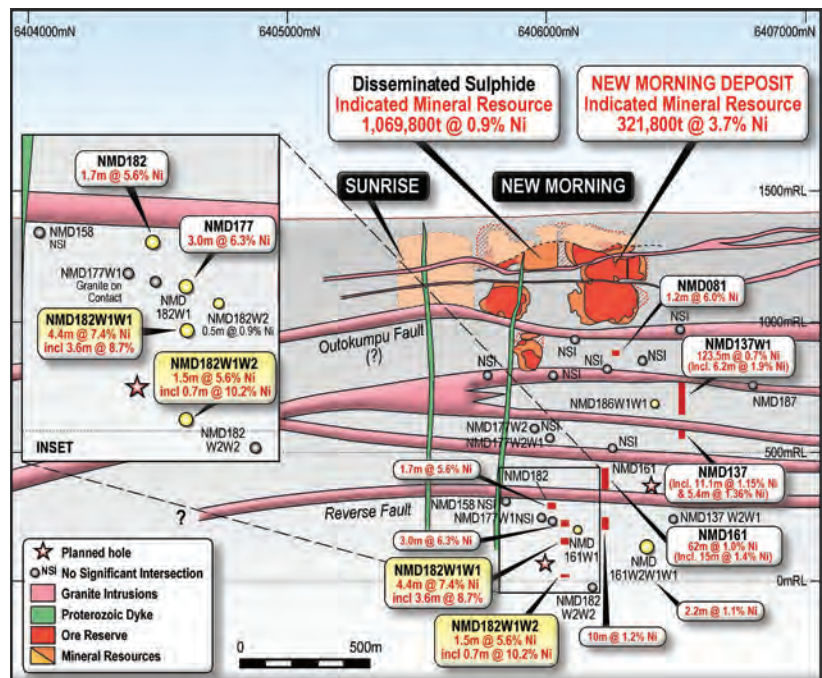 6404000mN
6405000mN
6406000mN
6407000mN
Disseminated Sulphide
Indicated Mineral Resource
1,069,800t @ 0.9% Ni
NEW MORNING DEPOSIT
Indicated Mineral Resource
321,800t @ 3.7% Ni
SUNRISE
NEW MORNING
1500mRL
1000mRL
500mRL
0mRL
NMD182
1.7m @ 5.6% Ni
NMD158
NSI
NMD177
3.0m @ 6.3% Ni
NMD177W1
Granite on
Contact
NMD
182W1
NMD182W2
0.5m @ 0.9% Ni
NMD182W1W1
4.4m @ 7.4% Ni
incl 3.6m @ 8.7%
NMD182W1W2
1.5m @ 5.6% Ni
incl 0.7m @ 10.2% Ni
NMD182
W2W2
INSET
Outokumpu Fault
(?)
NMD081
1.2m @ 6.0% Ni
NSI
NSI
NSI
NSI
NSI
NSI
NMD137W1
123.5m @ 0.7% Ni
(Incl. 6.2m @ 1.9% Ni)
NMD187
NMD186W1W1
NMD177W2
NSI
NMD177W2W1
NSI
NMD137
(Incl. 11.1m @ 1.15% Ni
& 5.4m @ 1.36% Ni)
1.7m @ 5.6% Ni
NMD182
NMD161
Reverse Fault
?
NMD158 NSI
NMD177W1NSI
NMD137 W2W1
NMD161
62m @ 1.0% Ni
(Incl. 15m @ 1.4% Ni)
3.0m @ 6.3% Ni
NMD
161W1
NMD182W1W1
4.4m @ 7.4% Ni
incl 3.6m @ 8.7%
NMD
161W2W1W1
NMD182
W2W2
2.2m @ 1.1% Ni
NMD182W1W2
1.5m @ 5.6% Ni
incl 0.7m @ 10.2% Ni
10m @ 1.2% Ni
Planned hole
NSI No Significant Intersection
Granite Intrusions
Proterozoic Dyke
Ore Reserve
Mineral Resources
0
500m